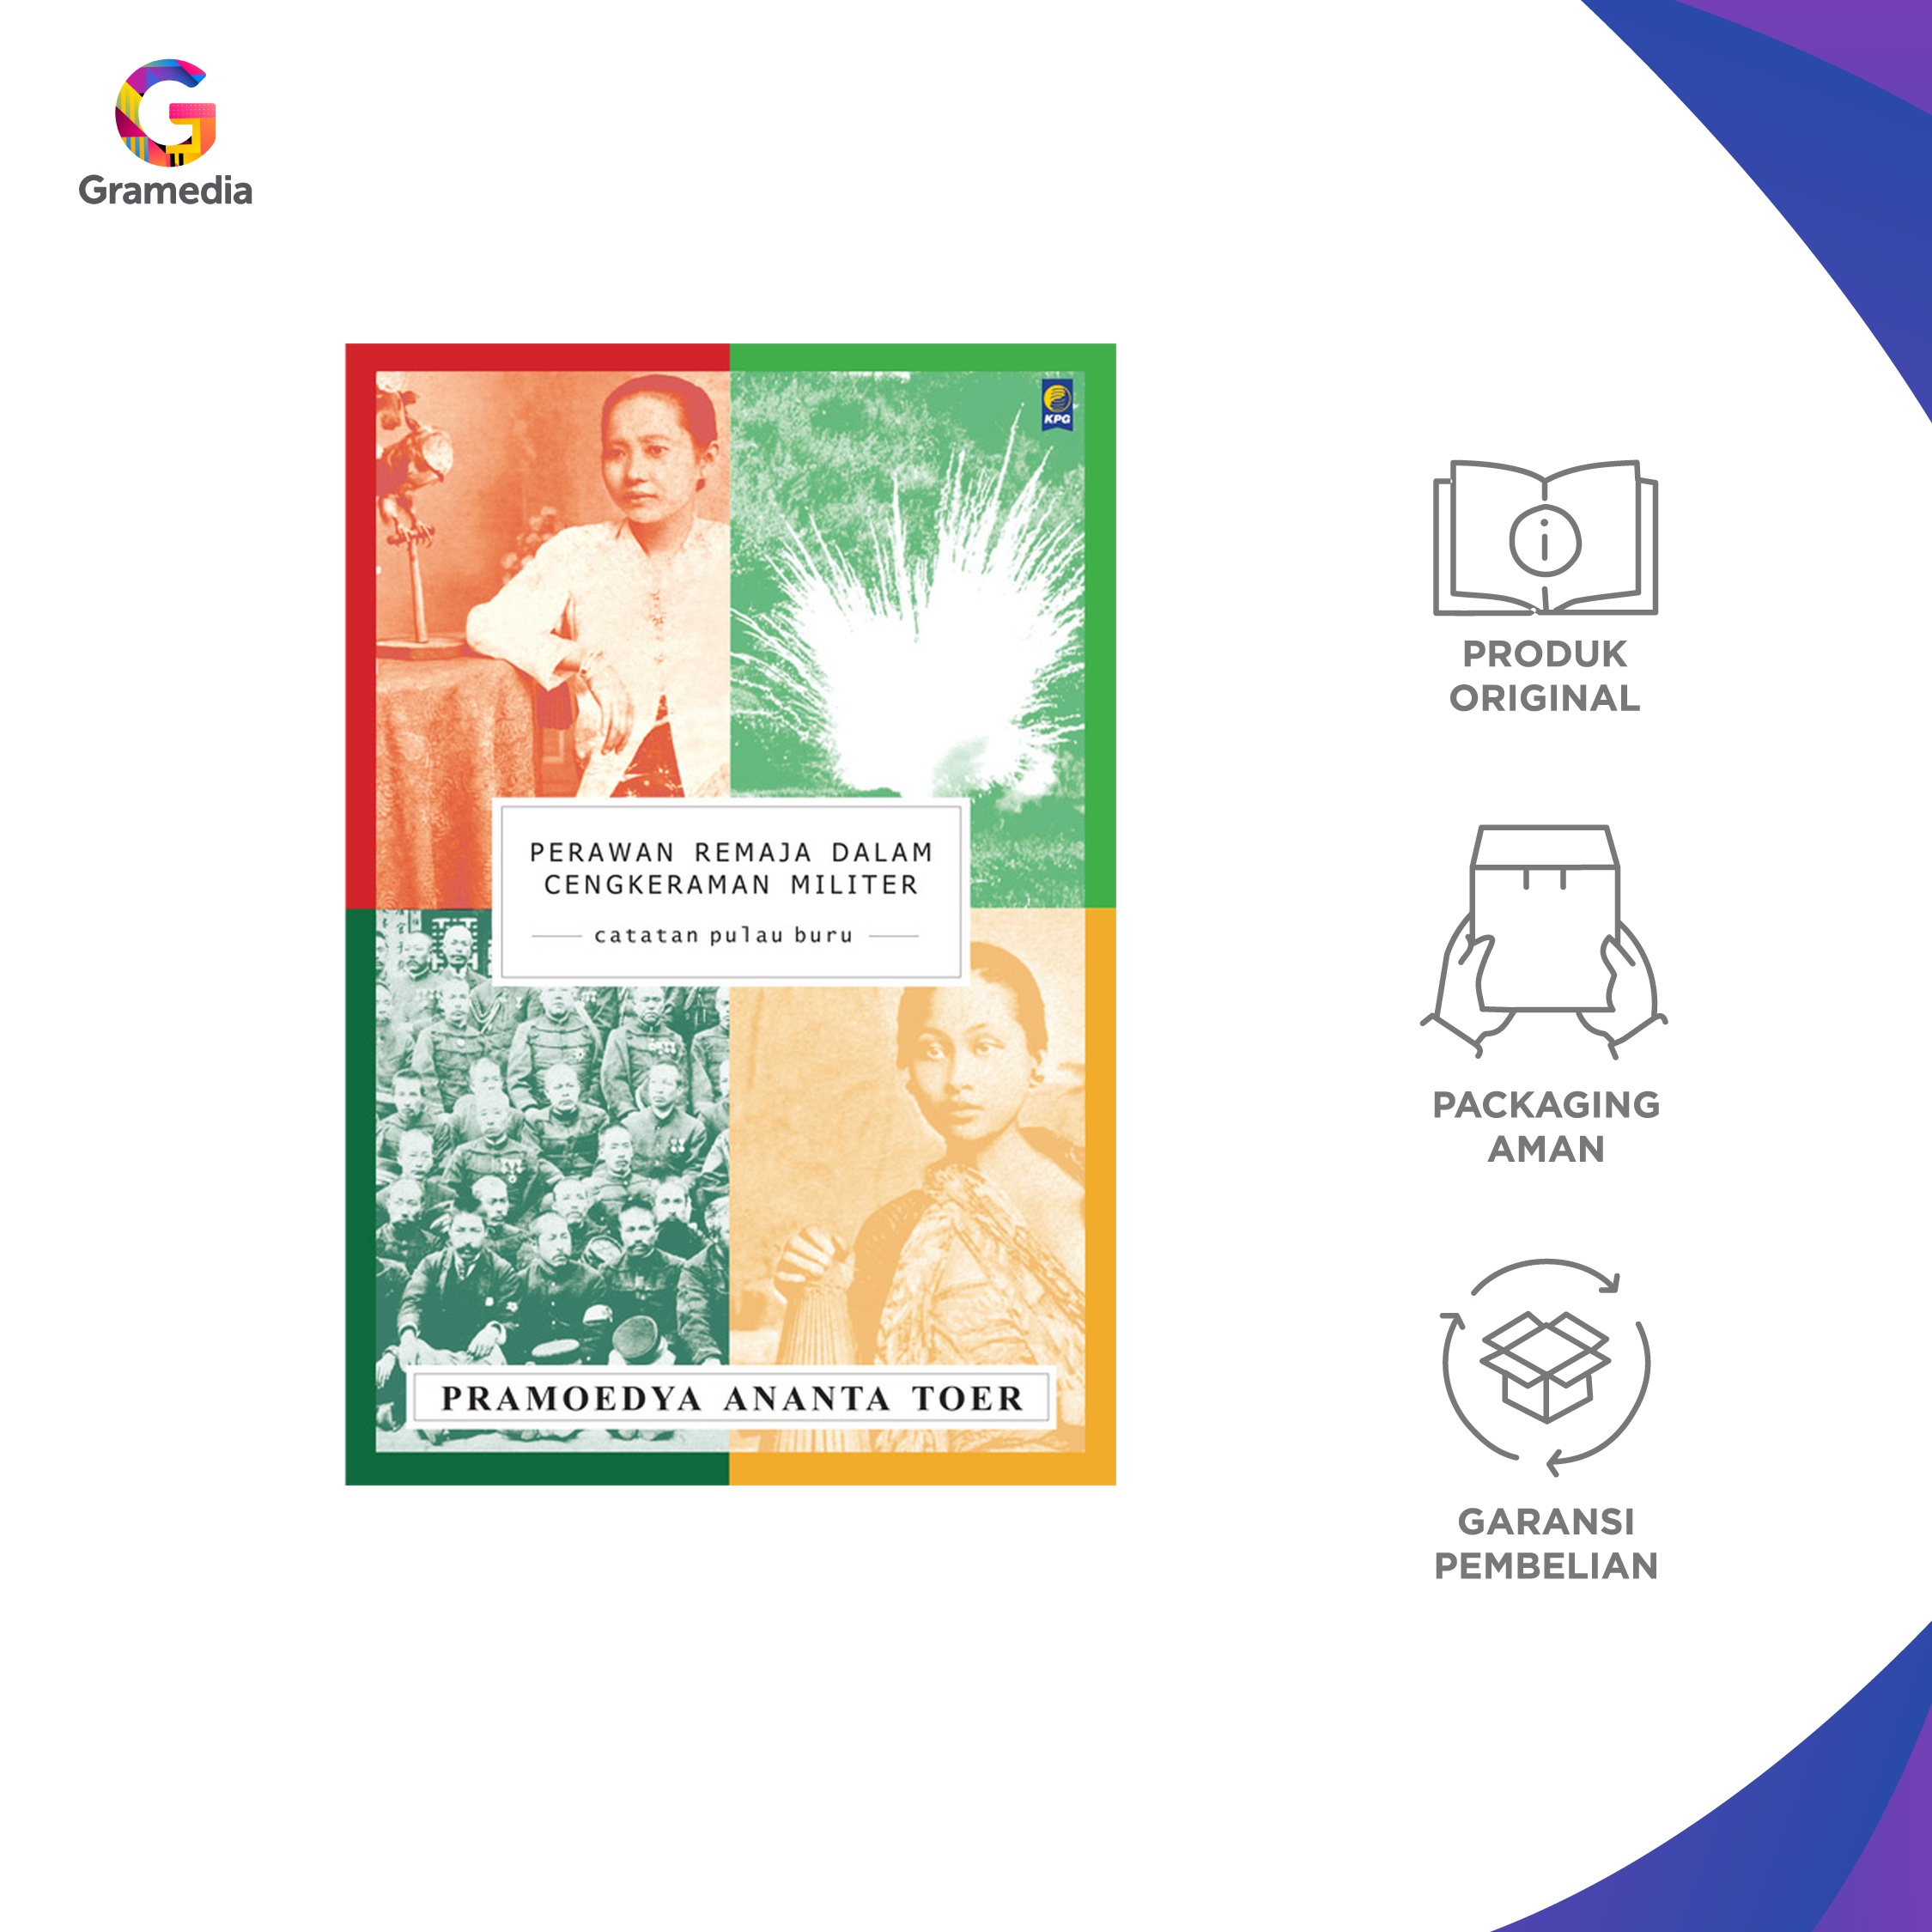 Gramedia
KPG
PERAWAN REMAJA DALAM
CENGKERAMAN MILITER
catatan pulau buru
PRAMOEDYA ANANTA TOER
PRODUK
ORIGINAL
PACKAGING
AMAN
GARANSI
PEMBELIAN